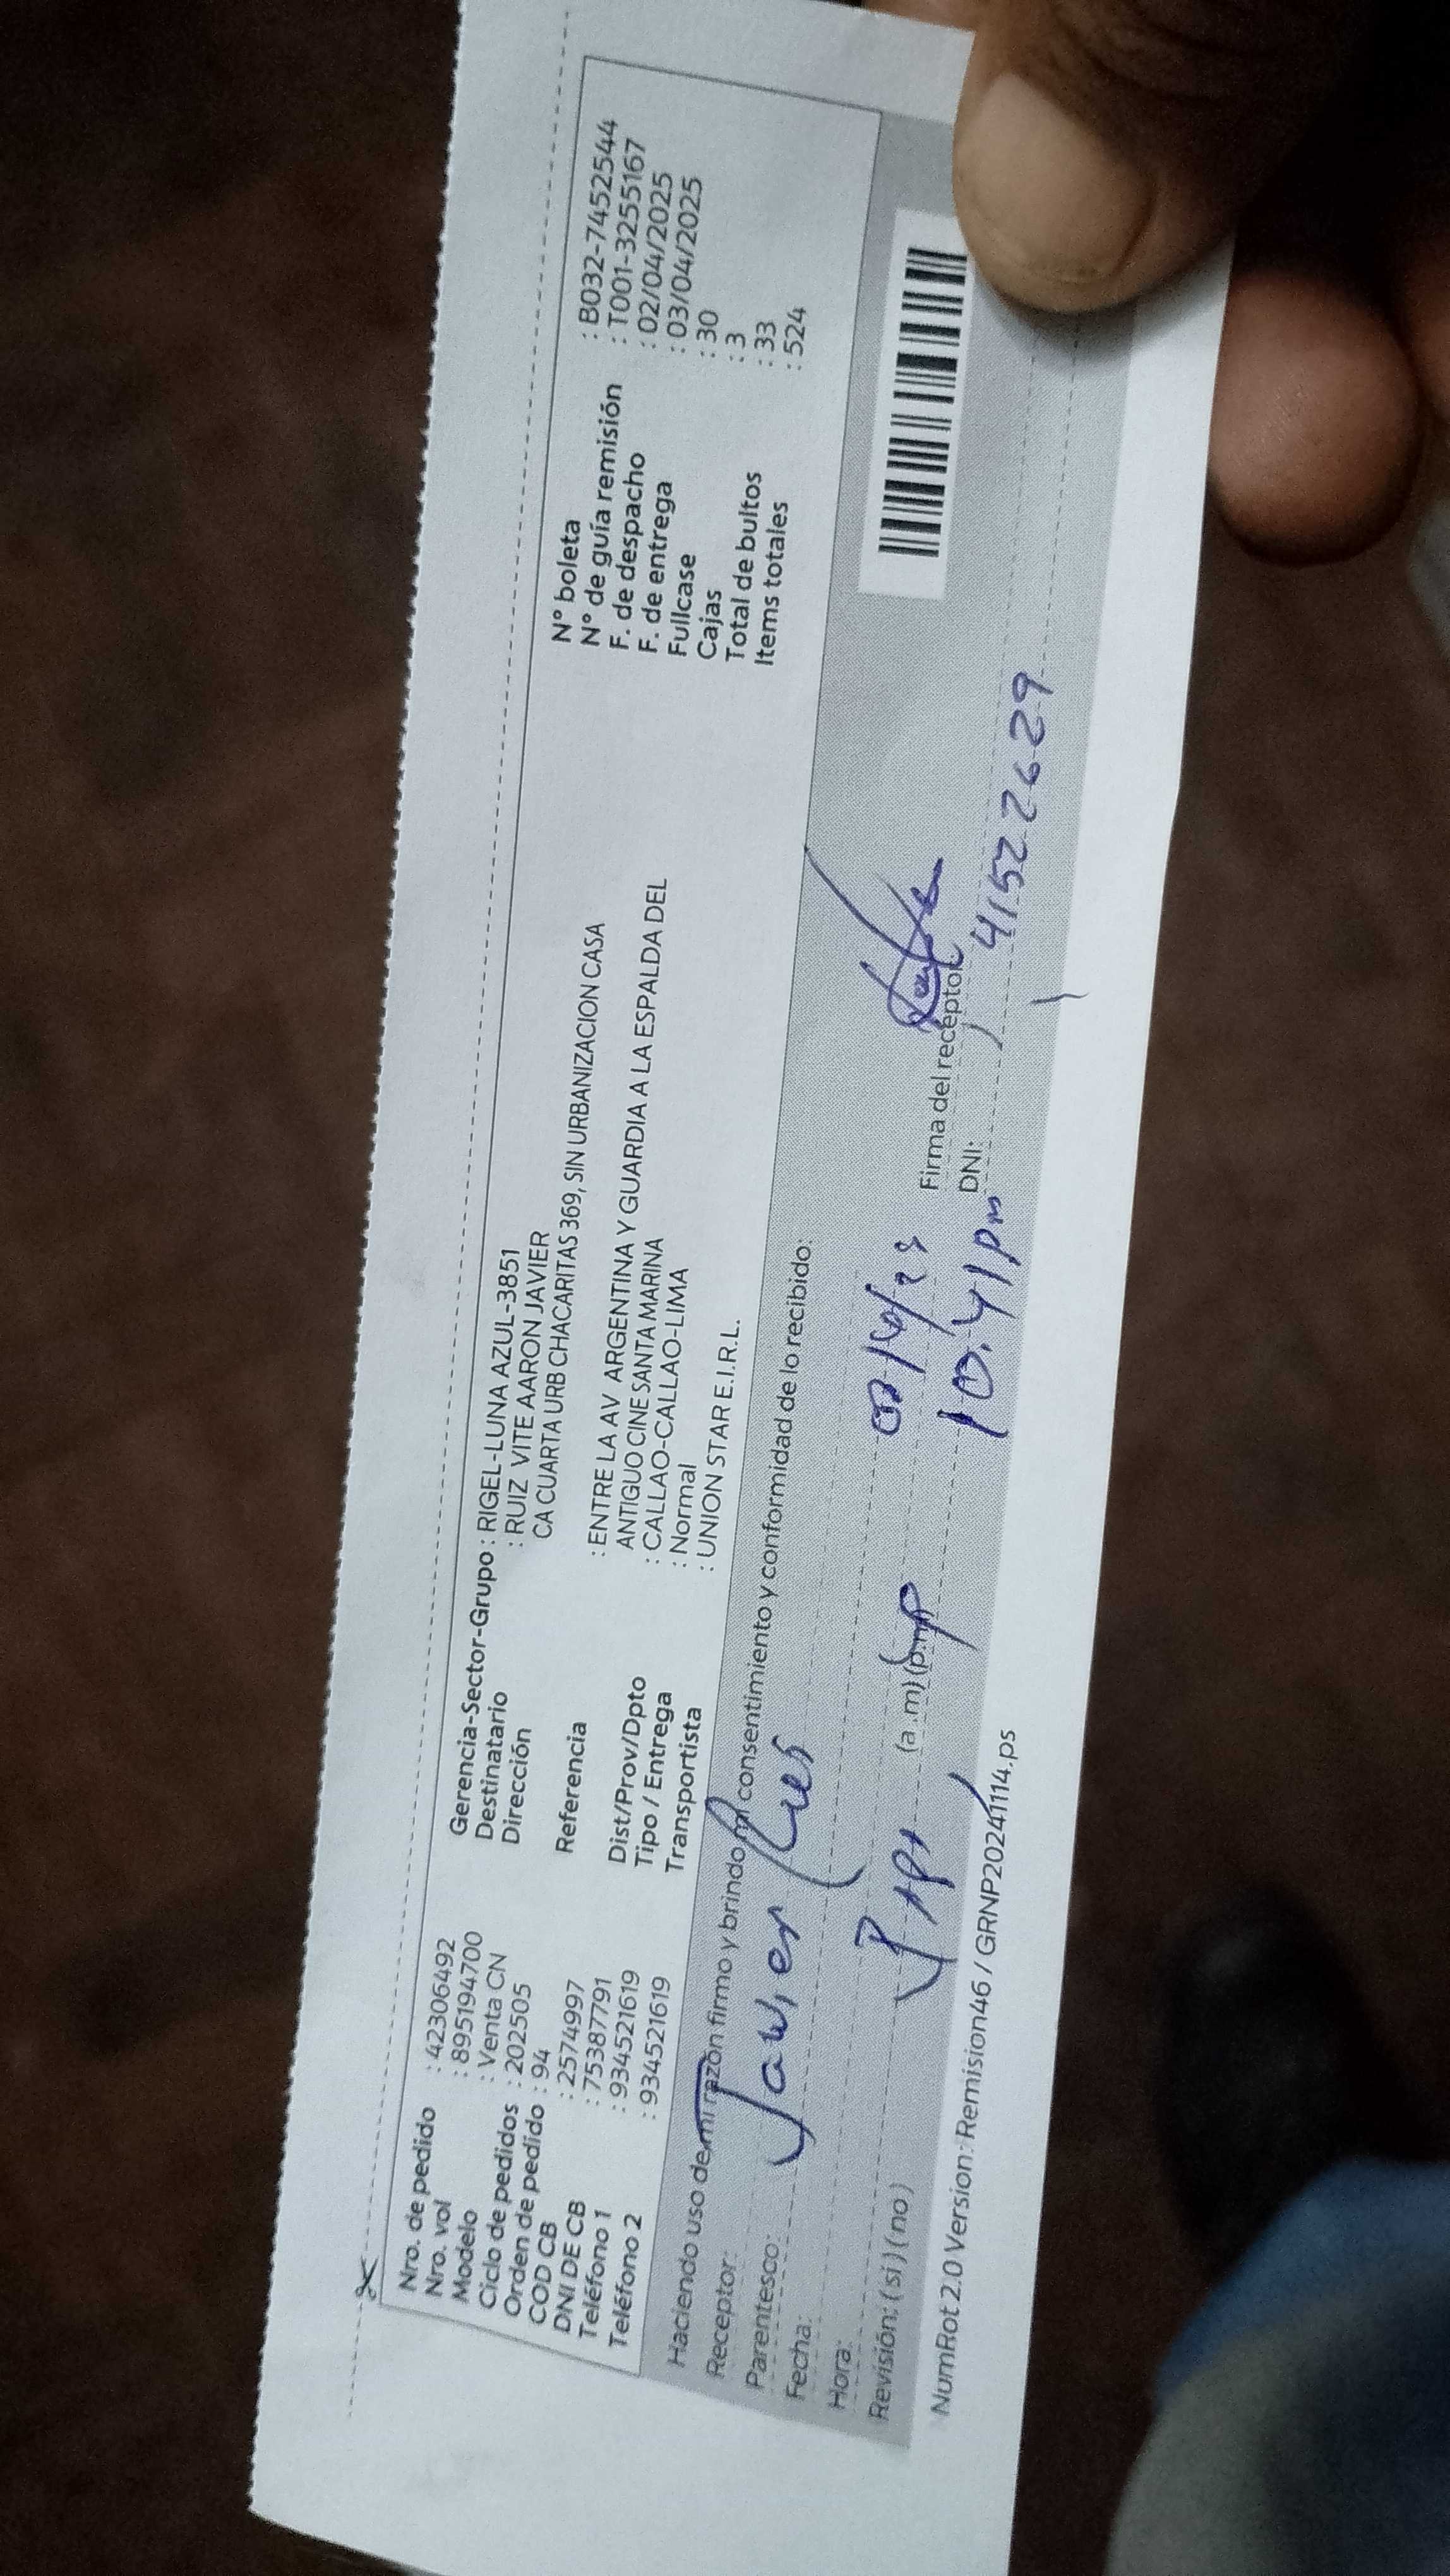 Nro. de pedido : 42306492
Nro. vol : 895194700
Modelo : Venta CN
Ciclo de pedidos : 202505
Orden de pedido : 94
COD CB : 2574997
DNI DE CB : 75387791
Teléfono 1 : 934521619
Teléfono 2 : 934521619
Gerencia-Sector-Grupo : RIGEL-LUNA AZUL-3851
Destinatario : RUIZ VITE AARON JAVIER
Dirección CA CUARTA URB CHACARITAS 369, SIN URBANIZACION CASA
Referencia : ENTRE LA AV ARGENTINA Y GUARDIA A LA ESPALDA DEL
ANTIGUO CINE SANTA MARINA
Dist/Prov/Dpto : CALLAO-CALLAO-LIMA
Tipo / Entrega : Normal
Transportista : UNION STAR E.I.R.L.
N° boleta : B032-7452544
N° de guía remisión : T001-3255167
F. de despacho : 02/04/2025
F. de entrega : 03/04/2025
Fullcase : 30
Cajas : 3
Total de bultos : 33
Items totales : 524
Haciendo uso de mi razón firmo y brindo mi consentimiento y conformidad de lo recibido:
Receptor: Javier
Parentesco:
Fecha:
Hora: (a .m) (p.m)
10.41 pm
Revisión: ( si ) ( no )
Firma del receptor:
DNI: 41522629
NumRot 2.0 Version: Remision46 / GRNP20241114.ps